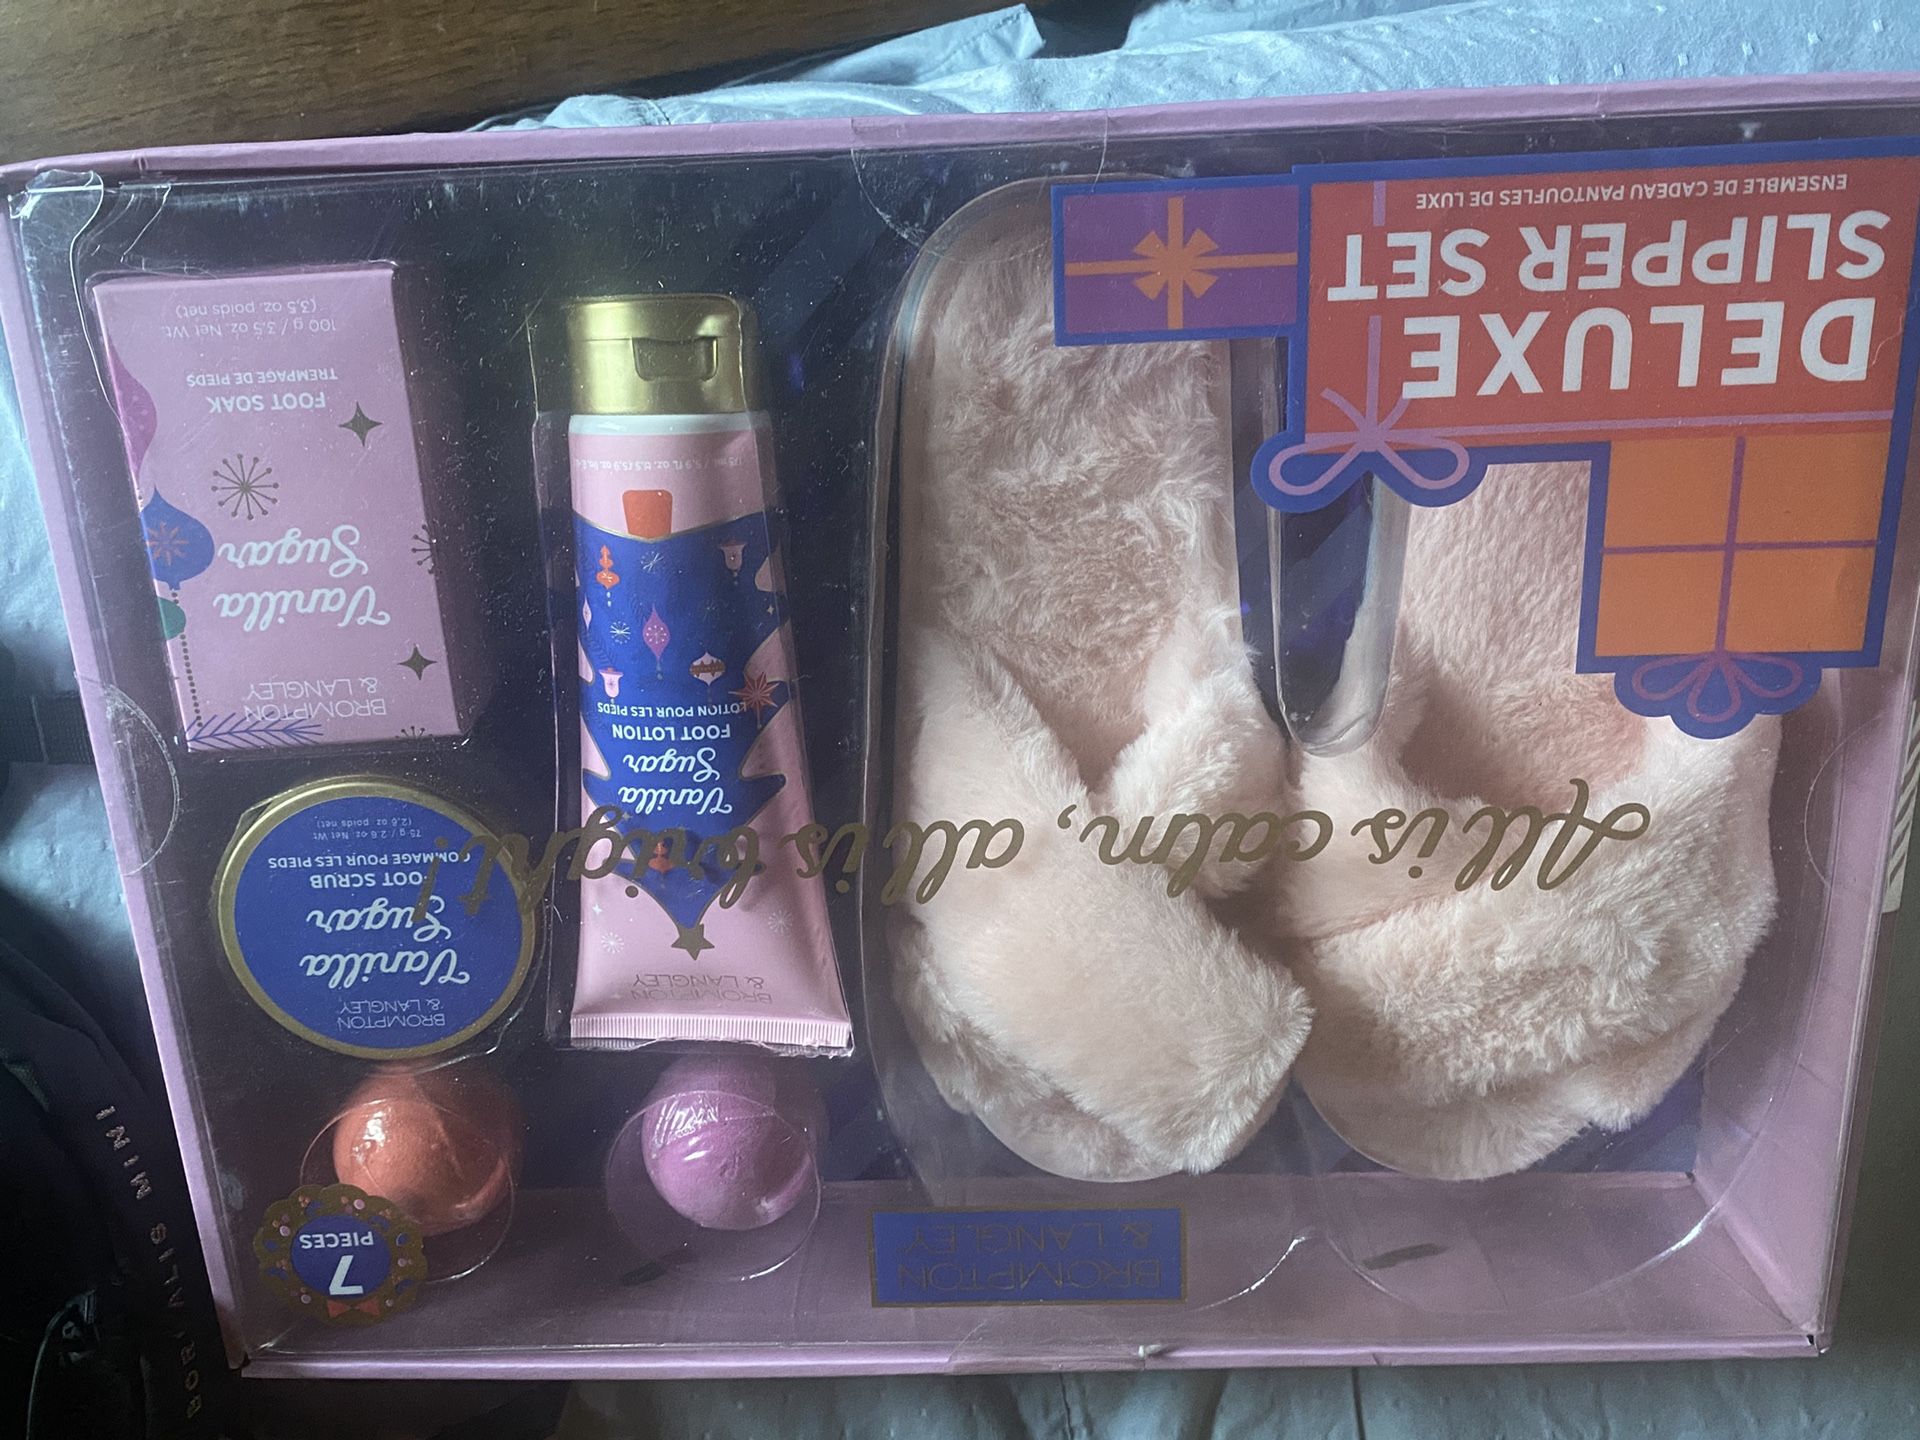 DELUXE
SLIPPER SET
ENSEMBLE DE CADEAU PANTOUFLES DE LUXE
All is calm, all is bright!
BROMPTON
& LANGLEY
7
PIECES
BROMPTON
& LANGLEY
Vanilla
Sugar
FOOT LOTION
LOTION POUR LES PIEDS
BROMPTON
& LANGLEY
Vanilla
Sugar
FOOT SCRUB
GOMMAGE POUR LES PIEDS
75 g / 2.6 oz Net Wt.
(2.6 oz poids net)
BROMPTON
& LANGLEY
Vanilla
Sugar
FOOT SOAK
TREMPAGE DE PIEDS
100 g / 3.5 oz. Net Wt.
(3,5 oz. poids net)
BORIALIS MINI